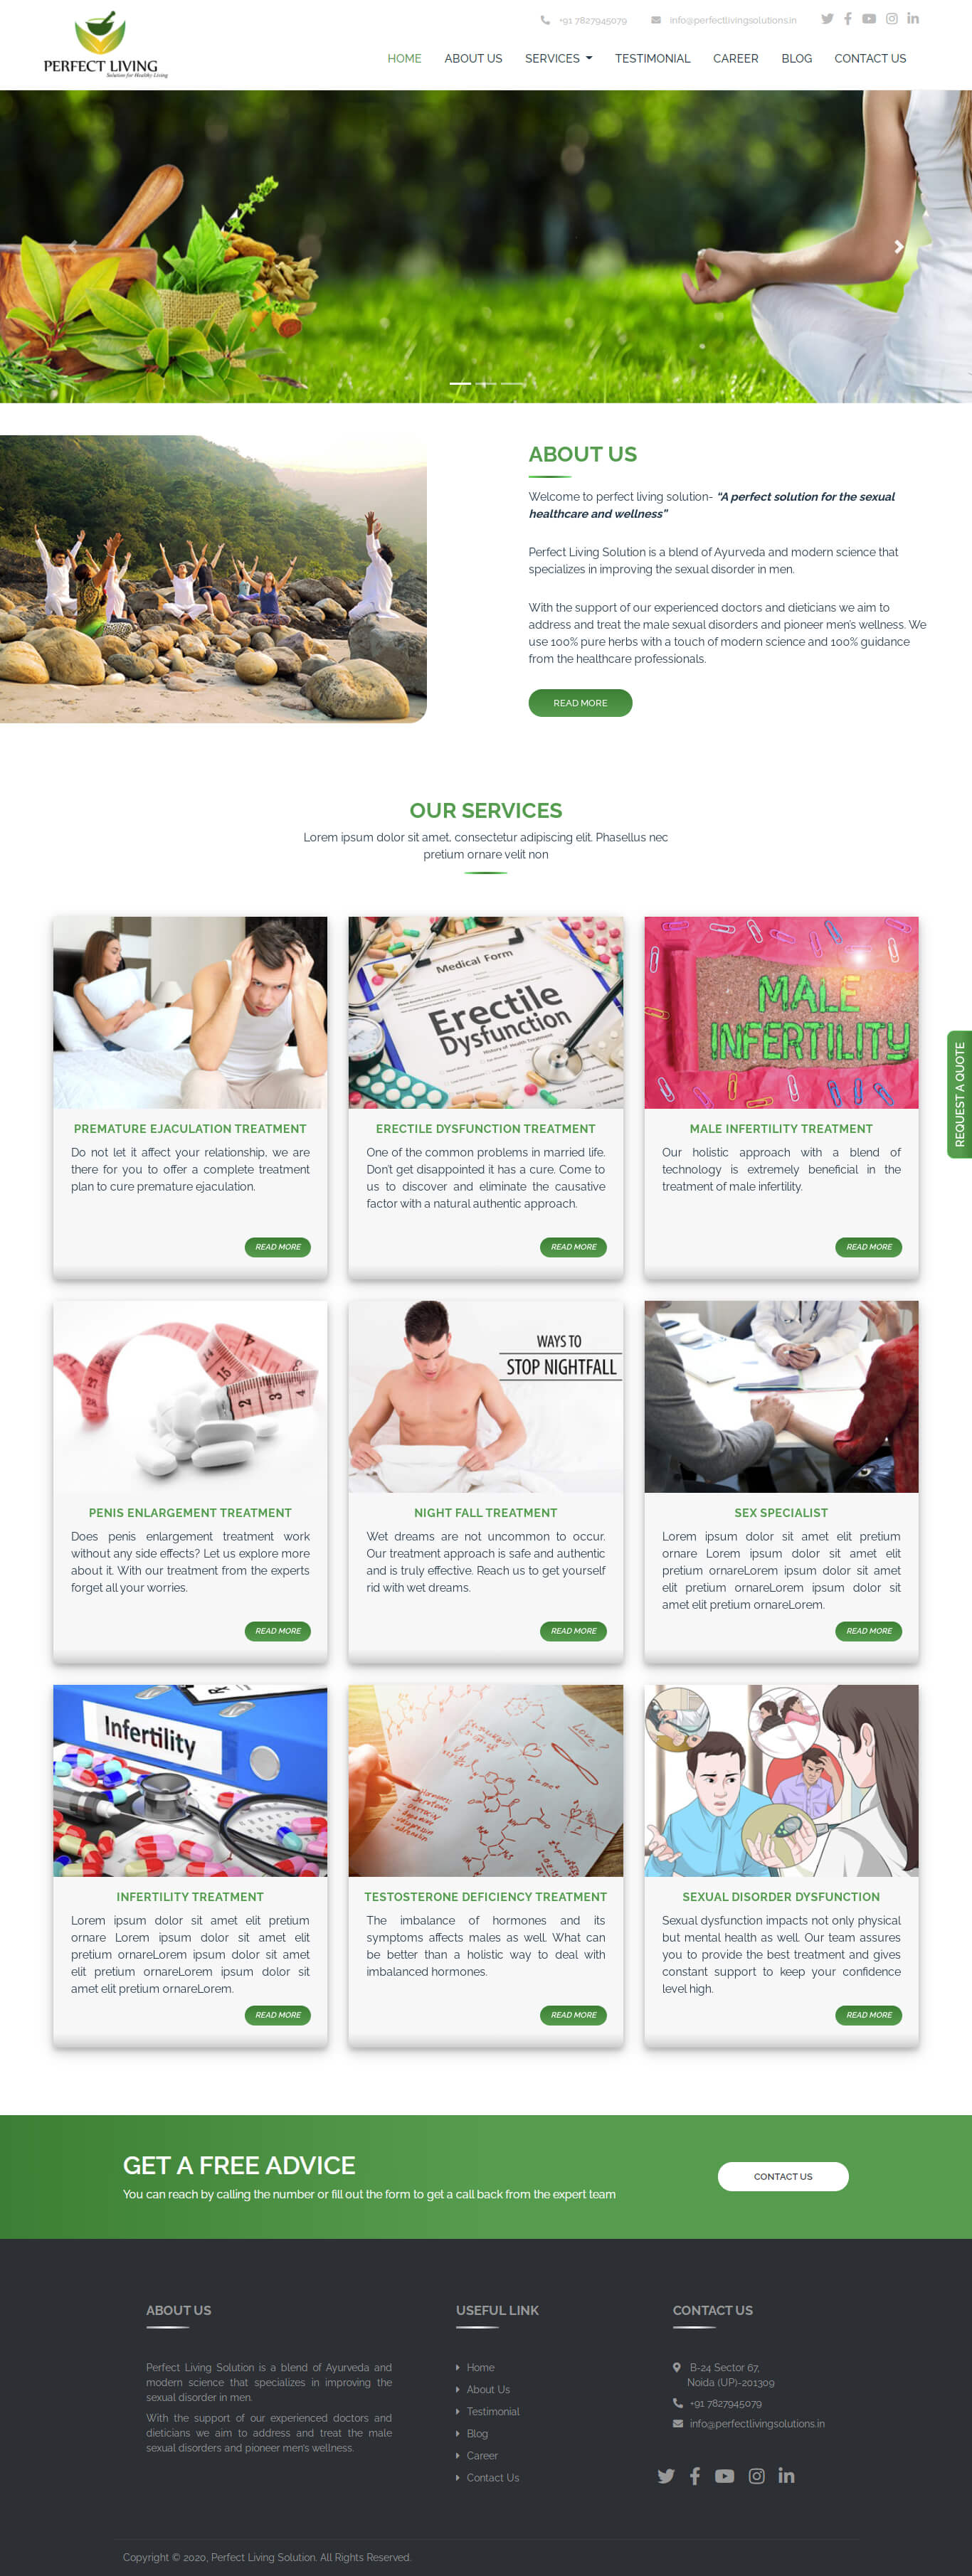 +91 7827945079 info@perfectlivingsolutions.in
PERFECT LIVING
Solution for Healthy Living
HOME ABOUT US SERVICES TESTIMONIAL CAREER BLOG CONTACT US
ABOUT US
Welcome to perfect living solution- “A perfect solution for the sexual
healthcare and wellness”
Perfect Living Solution is a blend of Ayurveda and modern science that
specializes in improving the sexual disorder in men.
With the support of our experienced doctors and dieticians we aim to
address and treat the male sexual disorders and pioneer men's wellness. We
use 100% pure herbs with a touch of modern science and 100% guidance
from the healthcare professionals.
READ MORE
OUR SERVICES
Lorem ipsum dolor sit amet, consectetur adipiscing elit. Phasellus nec
pretium ornare velit non
REQUEST A QUOTE
PREMATURE EJACULATION TREATMENT
Do not let it affect your relationship, we are
there for you to offer a complete treatment
plan to cure premature ejaculation.
READ MORE
Medical Form
Erectile
Dysfunction
ERECTILE DYSFUNCTION TREATMENT
One of the common problems in married life.
Don't get disappointed it has a cure. Come to
us to discover and eliminate the causative
factor with a natural authentic approach.
READ MORE
MALE
INFERTILITY
MALE INFERTILITY TREATMENT
Our holistic approach with a blend of
technology is extremely beneficial in the
treatment of male infertility.
READ MORE
PENIS ENLARGEMENT TREATMENT
Does penis enlargement treatment work
without any side effects? Let us explore more
about it. With our treatment from the experts
forget all your worries.
READ MORE
WAYS TO
STOP NIGHTFALL
NIGHT FALL TREATMENT
Wet dreams are not uncommon to occur.
Our treatment approach is safe and authentic
and is truly effective. Reach us to get yourself
rid with wet dreams.
READ MORE
SEX SPECIALIST
Lorem ipsum dolor sit amet elit pretium
ornare Lorem ipsum dolor sit amet elit
pretium ornareLorem ipsum dolor sit amet
elit pretium ornareLorem ipsum dolor sit
amet elit pretium ornareLorem.
READ MORE
Infertility
INFERTILITY TREATMENT
Lorem ipsum dolor sit amet elit pretium
ornare Lorem ipsum dolor sit amet elit
pretium ornareLorem ipsum dolor sit amet
elit pretium ornareLorem ipsum dolor sit
amet elit pretium ornareLorem.
READ MORE
TESTOSTERONE DEFICIENCY TREATMENT
The imbalance of hormones and its
symptoms affects males as well. What can
be better than a holistic way to deal with
imbalanced hormones.
READ MORE
SEXUAL DISORDER DYSFUNCTION
Sexual dysfunction impacts not only physical
but mental health as well. Our team assures
you to provide the best treatment and gives
constant support to keep your confidence
level high.
READ MORE
GET A FREE ADVICE
You can reach by calling the number or fill out the form to get a call back from the expert team
CONTACT US
ABOUT US
Perfect Living Solution is a blend of Ayurveda and
modern science that specializes in improving the
sexual disorder in men.
With the support of our experienced doctors and
dieticians we aim to address and treat the male
sexual disorders and pioneer men's wellness.
USEFUL LINK
Home
About Us
Testimonial
Blog
Career
Contact Us
CONTACT US
B-24 Sector 67,
Noida (UP)-201309
+91 7827945079
info@perfectlivingsolutions.in
Copyright © 2020, Perfect Living Solution. All Rights Reserved.